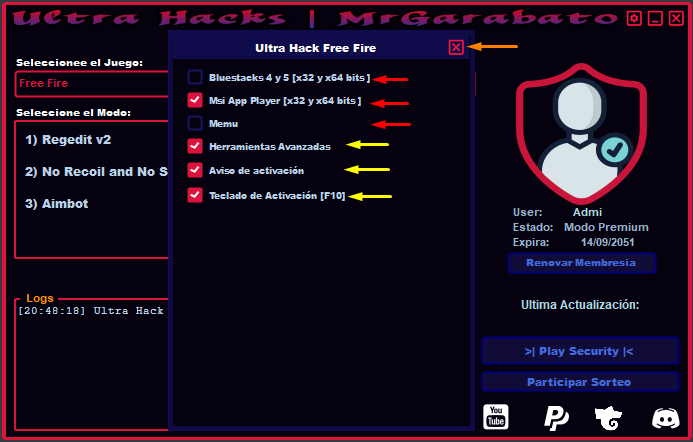 Ultra Hacks | MrGarabato
Ultra Hack Free Fire
Seleccionee el Juego:
Free Fire
Bluestacks 4 y 5 [x32 y x64 bits ]
Msi App Player [x32 y x64 bits ]
Memu
Herramientas Avanzadas
Aviso de activación
Teclado de Activación [F10]
Seleccione el Modo:
1) Regedit v2
2) No Recoil and No S
3) Aimbot
Logs
[20:48:18] Ultra Hack
User: Admi
Estado: Modo Premium
Expira: 14/09/2051
Renovar Membresia
Ultima Actualización:
>| Play Security |<
Participar Sorteo
You
Tube